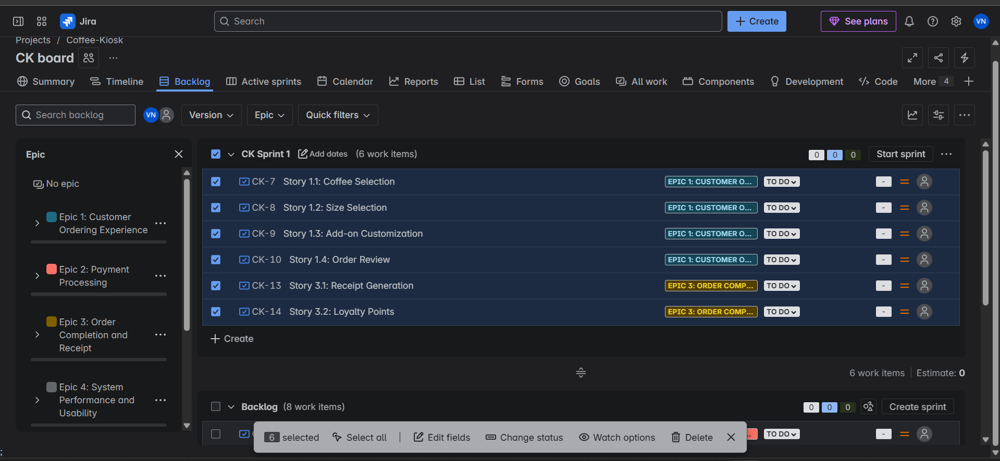 Jira
Search
Create
See plans
VN
Projects / Coffee-Kiosk
CK board
Summary
Timeline
Backlog
Active sprints
Calendar
Reports
List
Forms
Goals
All work
Components
Development
Code
More 4
Search backlog
VN
Version
Epic
Quick filters
Epic
No epic
Epic 1: Customer
Ordering Experience
Epic 2: Payment
Processing
Epic 3: Order
Completion and
Receipt
Epic 4: System
Performance and
Usability
CK Sprint 1 Add dates (6 work items) 0 0 0 Start sprint
CK-7 Story 1.1: Coffee Selection EPIC 1: CUSTOMER O... TO DO -
CK-8 Story 1.2: Size Selection EPIC 1: CUSTOMER O... TO DO -
CK-9 Story 1.3: Add-on Customization EPIC 1: CUSTOMER O... TO DO -
CK-10 Story 1.4: Order Review EPIC 1: CUSTOMER O... TO DO -
CK-13 Story 3.1: Receipt Generation EPIC 3: ORDER COMP... TO DO -
CK-14 Story 3.2: Loyalty Points EPIC 3: ORDER COMP... TO DO -
Create
6 work items Estimate: 0
Backlog (8 work items) 0 0 0 Create sprint
TO DO -
6 selected Select all Edit fields Change status Watch options Delete
;